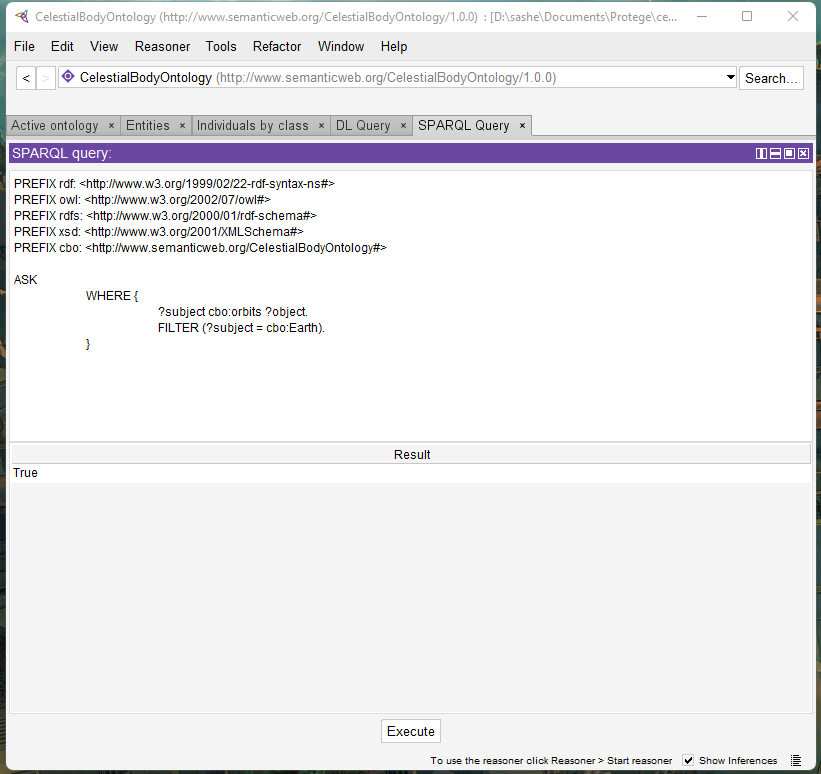 CelestialBodyOntology (http://www.semanticweb.org/CelestialBodyOntology/1.0.0) : [D:\sashe\Documents\Protege\ce...
File Edit View Reasoner Tools Refactor Window Help
< > CelestialBodyOntology (http://www.semanticweb.org/CelestialBodyOntology/1.0.0) Search...
Active ontology × Entities × Individuals by class × DL Query × SPARQL Query ×
SPARQL query:
PREFIX rdf: <http://www.w3.org/1999/02/22-rdf-syntax-ns#>
PREFIX owl: <http://www.w3.org/2002/07/owl#>
PREFIX rdfs: <http://www.w3.org/2000/01/rdf-schema#>
PREFIX xsd: <http://www.w3.org/2001/XMLSchema#>
PREFIX cbo: <http://www.semanticweb.org/CelestialBodyOntology#>
ASK
WHERE {
?subject cbo:orbits ?object.
FILTER (?subject = cbo:Earth).
}
Result
True
Execute
To use the reasoner click Reasoner > Start reasoner Show Inferences